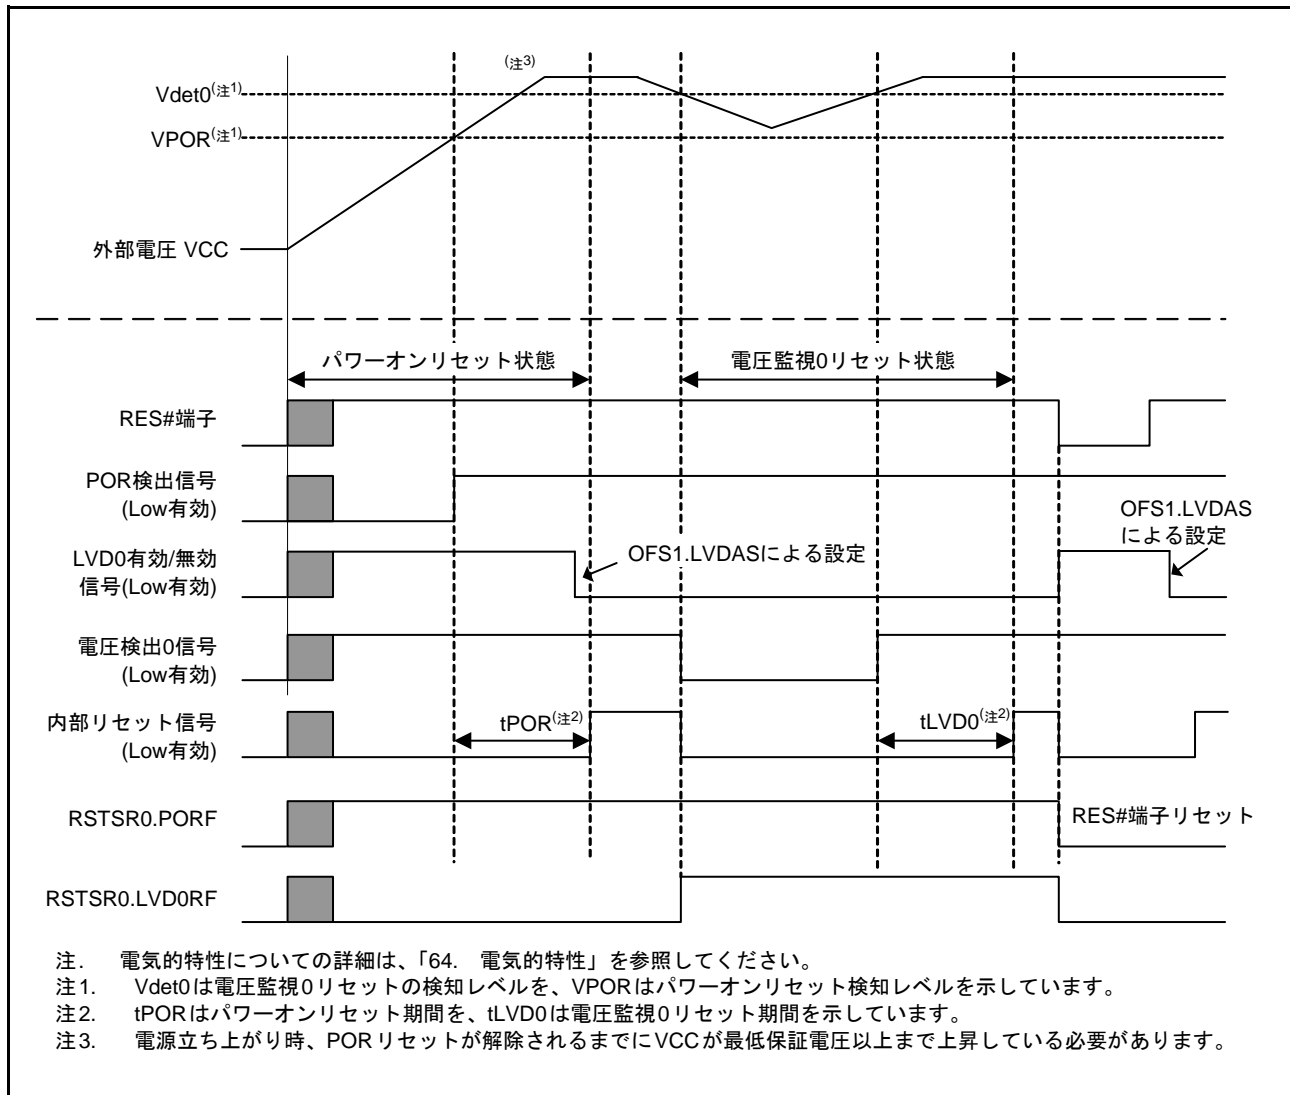 (注3)
Vdet0(注1)
VPOR(注1)
外部電圧 VCC
パワーオンリセット状態
電圧監視0リセット状態
RES#端子
POR検出信号
(Low有効)
OFS1.LVDAS
による設定
LVD0有効/無効
信号(Low有効)
OFS1.LVDASによる設定
電圧検出0信号
(Low有効)
内部リセット信号
(Low有効)
tPOR(注2)
tLVD0(注2)
RSTSR0.PORF
RES#端子リセット
RSTSR0.LVD0RF
注. 電気的特性についての詳細は、「64. 電気的特性」を参照してください。
注1. Vdet0は電圧監視0リセットの検知レベルを、VPORはパワーオンリセット検知レベルを示しています。
注2. tPORはパワーオンリセット期間を、tLVD0は電圧監視0リセット期間を示しています。
注3. 電源立ち上がり時、PORリセットが解除されるまでにVCCが最低保証電圧以上まで上昇している必要があります。